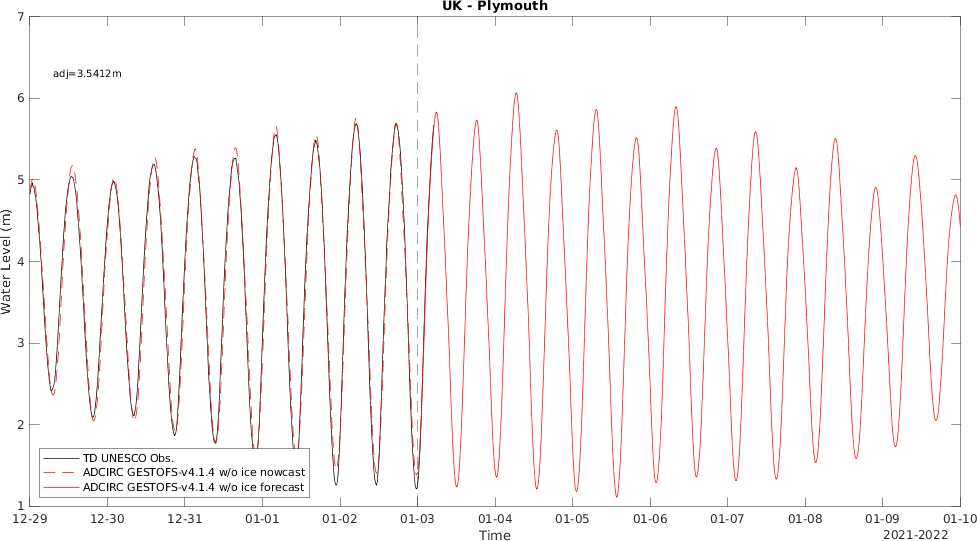 UK - Plymouth
7
adj=3.5412m
6
5
4
3
2
1
Water Level (m)
TD UNESCO Obs.
ADCIRC GESTOFS-v4.1.4 w/o ice nowcast
ADCIRC GESTOFS-v4.1.4 w/o ice forecast
12-29 12-30 12-31 01-01 01-02 01-03 01-04 01-05 01-06 01-07 01-08 01-09 01-10
Time
2021-2022